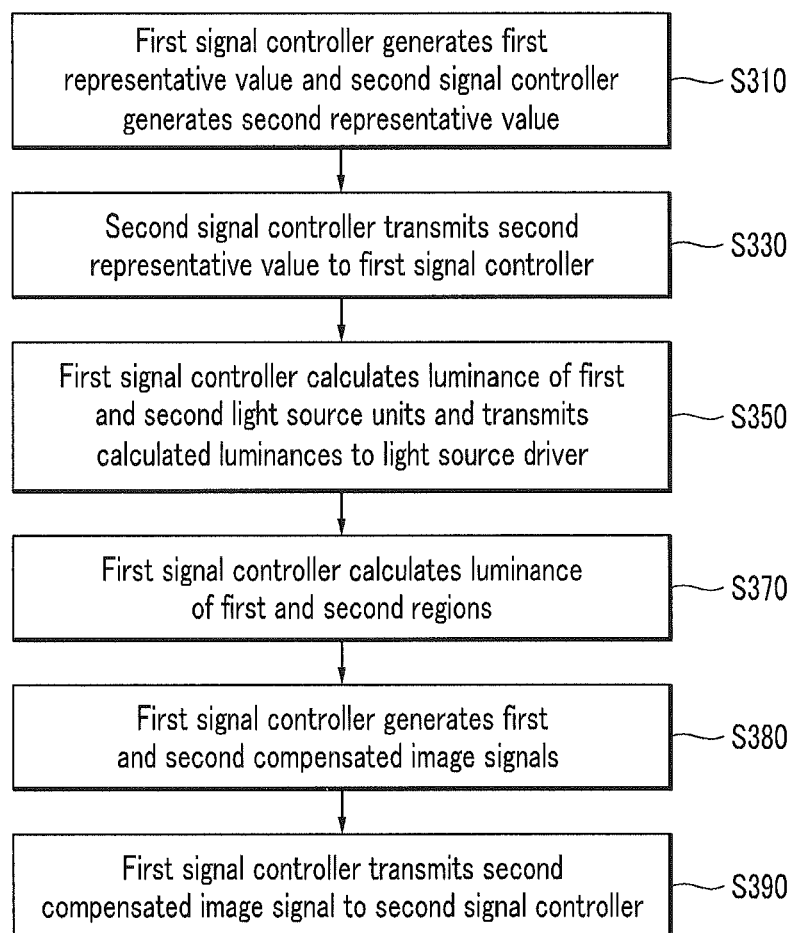 First signal controller generates first
representative value and second signal controller
generates second representative value
S310
Second signal controller transmits second
representative value to first signal controller
S330
First signal controller calculates luminance of first
and second light source units and transmits
calculated luminances to light source driver
S350
First signal controller calculates luminance
of first and second regions
S370
First signal controller generates first
and second compensated image signals
S380
First signal controller transmits second
compensated image signal to second signal controller
S390